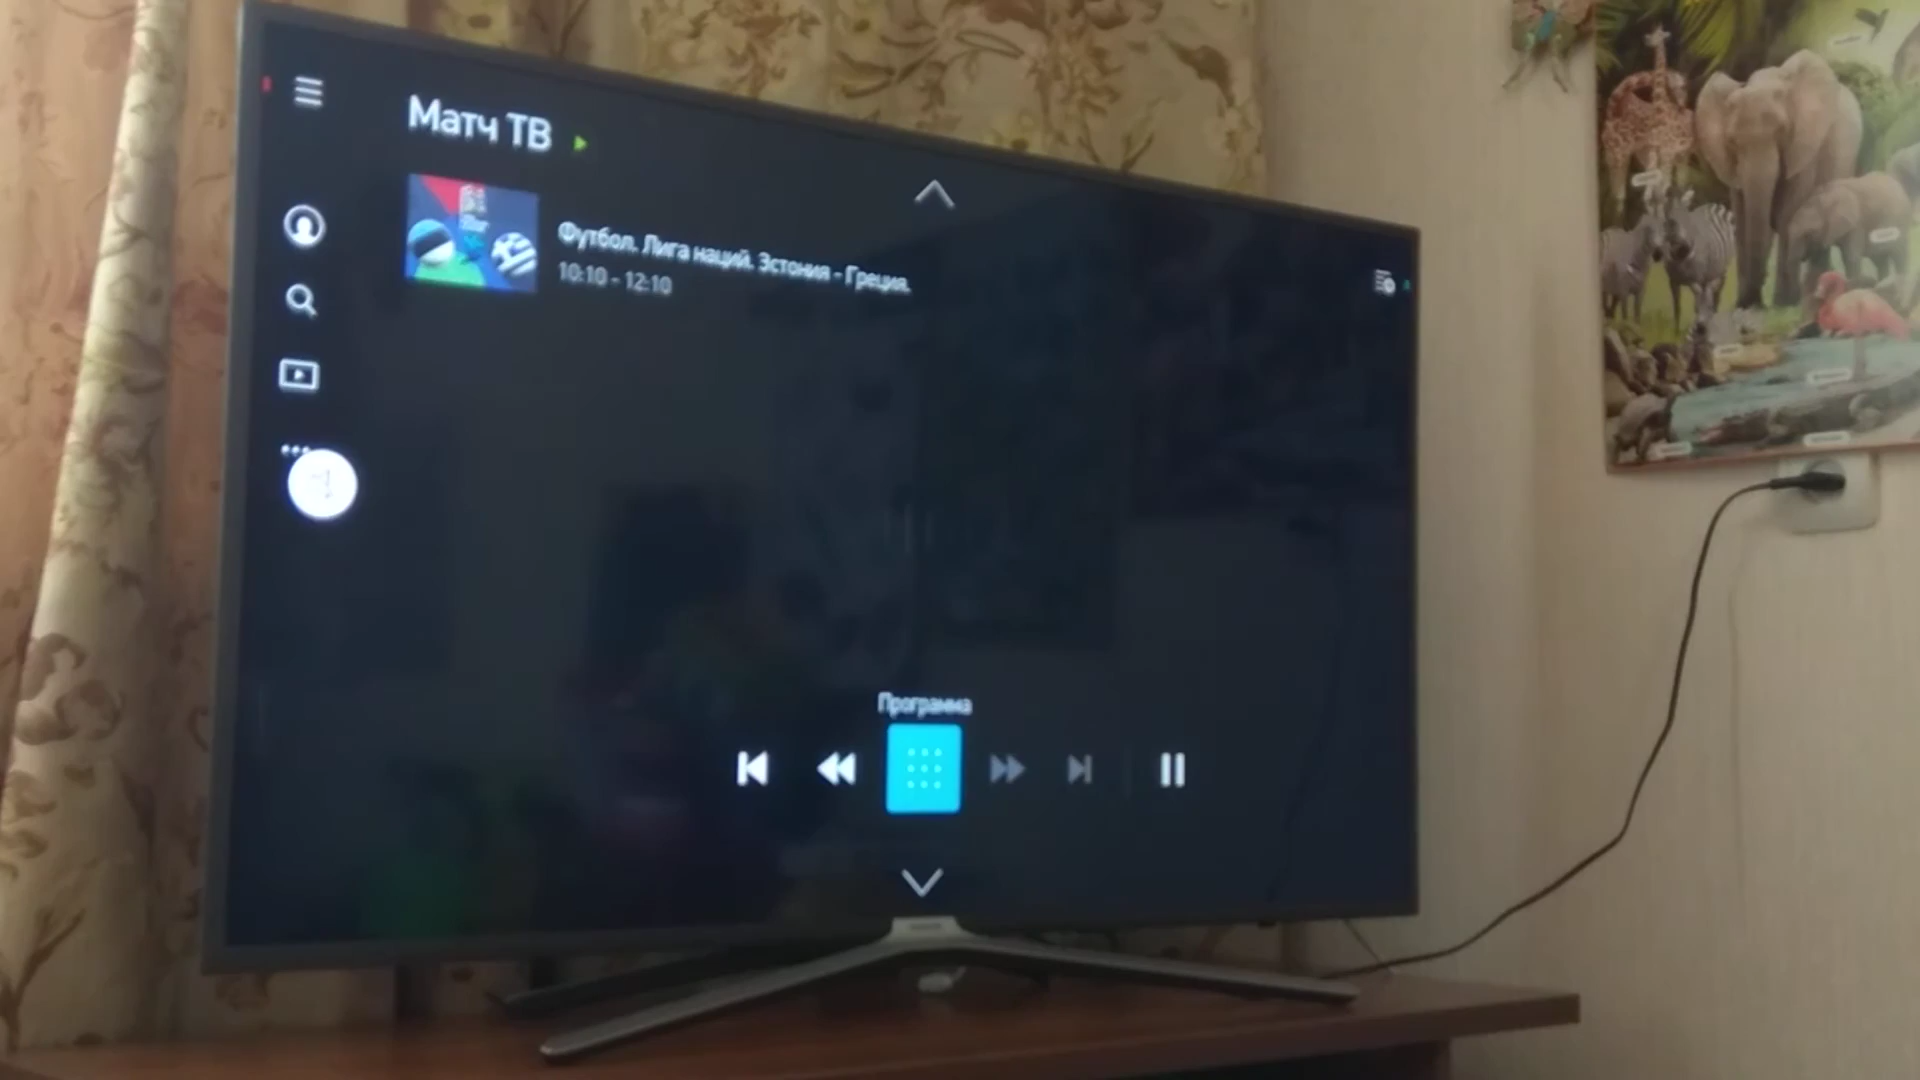 Матч ТВ
Футбол. Лига наций. Эстония - Греция.
10:10 - 12:10
Программа